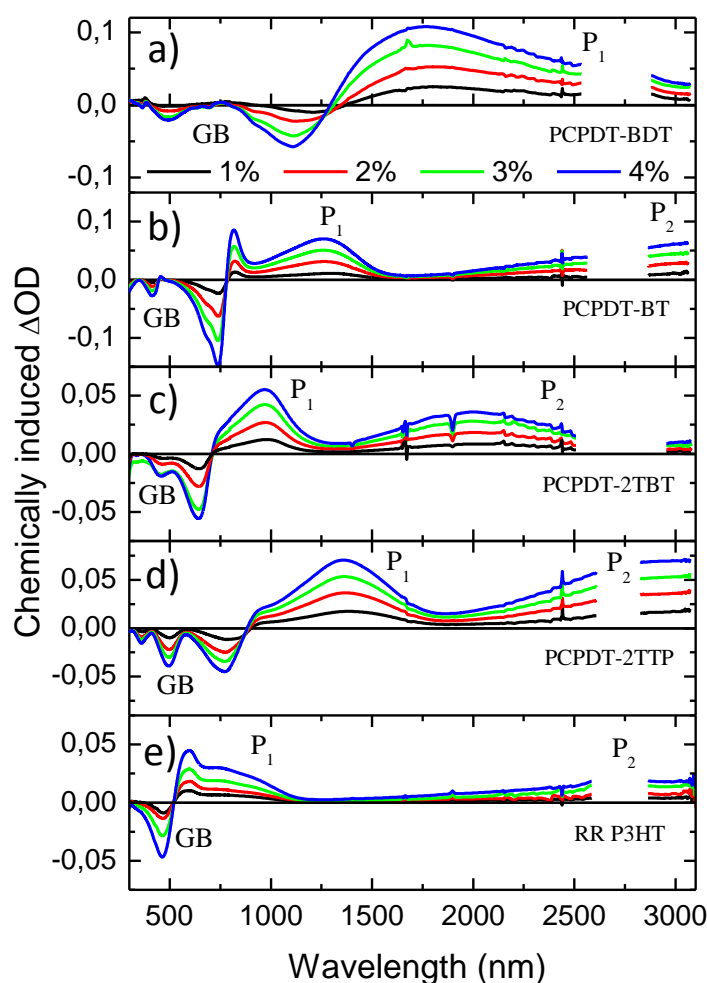 Chemically induced ΔOD
a)
0,1
0,0
-0,1
P1
GB
PCPDT-BDT
1% 2% 3% 4%
b)
0,1
0,0
-0,1
P1
P2
GB
PCPDT-BT
c)
0,05
0,00
-0,05
P1
P2
GB
PCPDT-2TBT
d)
0,05
0,00
-0,05
P1
P2
GB
PCPDT-2TTP
e)
0,05
0,00
-0,05
P1
P2
GB
RR P3HT
500 1000 1500 2000 2500 3000
Wavelength (nm)